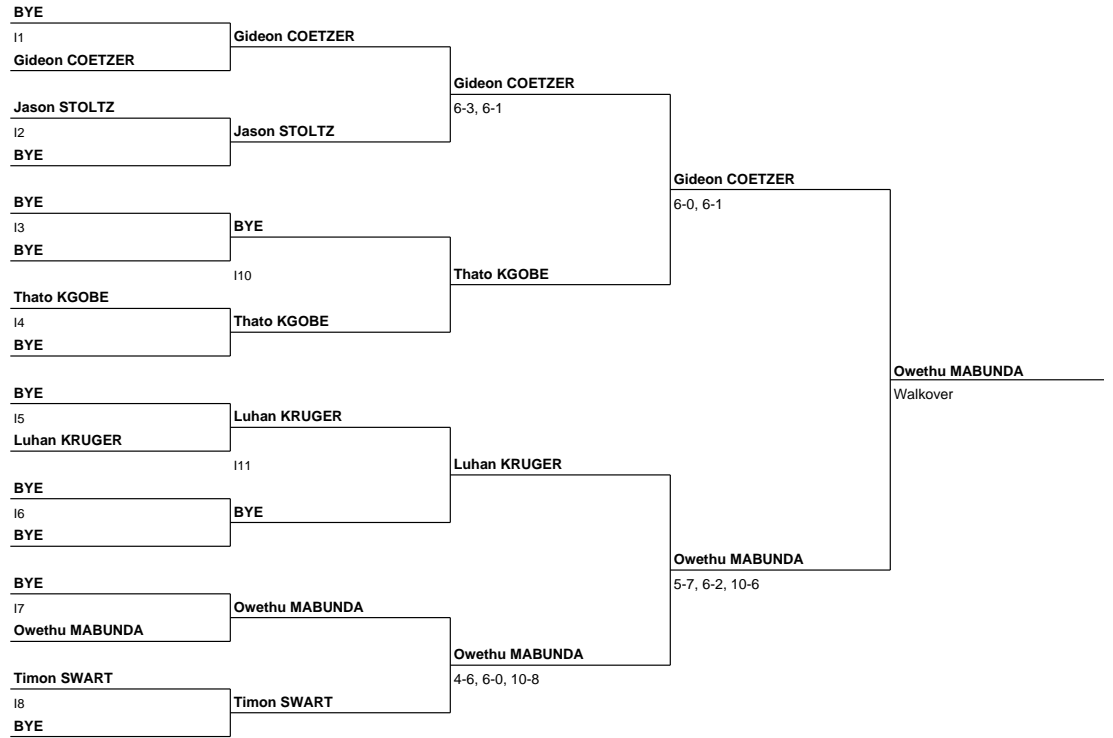 BYE
I1
Gideon COETZER
Gideon COETZER
Jason STOLTZ
I2
BYE
Jason STOLTZ
Gideon COETZER
6-3, 6-1
BYE
I3
BYE
BYE
I10
Thato KGOBE
I4
BYE
Thato KGOBE
Thato KGOBE
Gideon COETZER
6-0, 6-1
BYE
I5
Luhan KRUGER
Luhan KRUGER
I11
BYE
I6
BYE
BYE
Luhan KRUGER
BYE
I7
Owethu MABUNDA
Owethu MABUNDA
Timon SWART
I8
BYE
Timon SWART
Owethu MABUNDA
4-6, 6-0, 10-8
Owethu MABUNDA
5-7, 6-2, 10-6
Owethu MABUNDA
Walkover